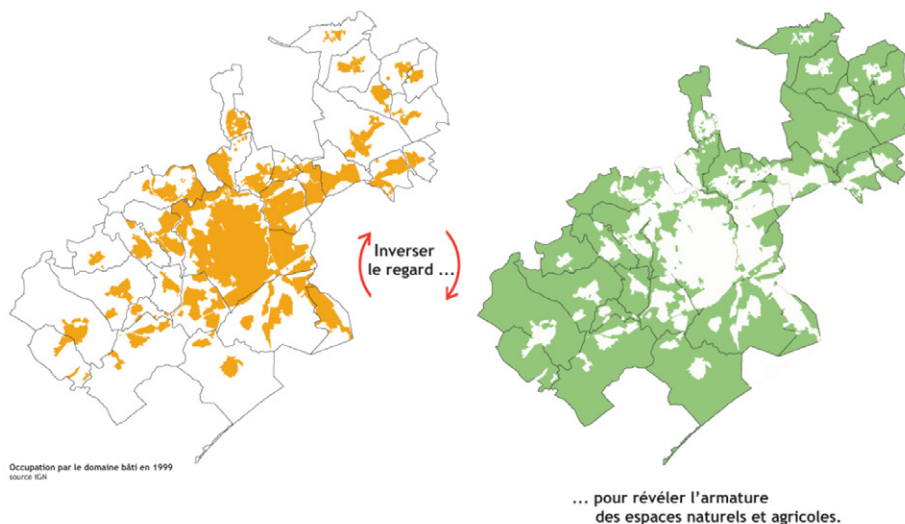 Inverser
le regard ...
Occupation par le domaine bâti en 1999
source IGN
... pour révéler l’armature
des espaces naturels et agricoles.